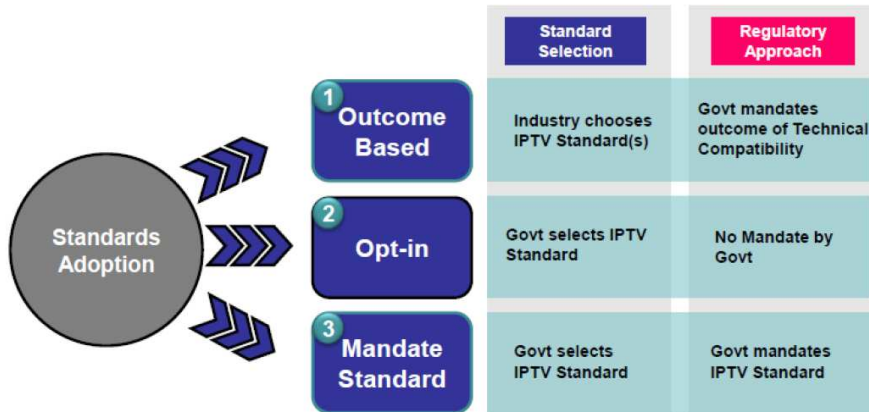 Standard
Selection
Regulatory
Approach
Standards
Adoption
1
Outcome
Based
Industry chooses
IPTV Standard(s)
Govt mandates
outcome of Technical
Compatibility
2
Opt-in
Govt selects IPTV
Standard
No Mandate by
Govt
3
Mandate
Standard
Govt selects
IPTV Standard
Govt mandates
IPTV Standard